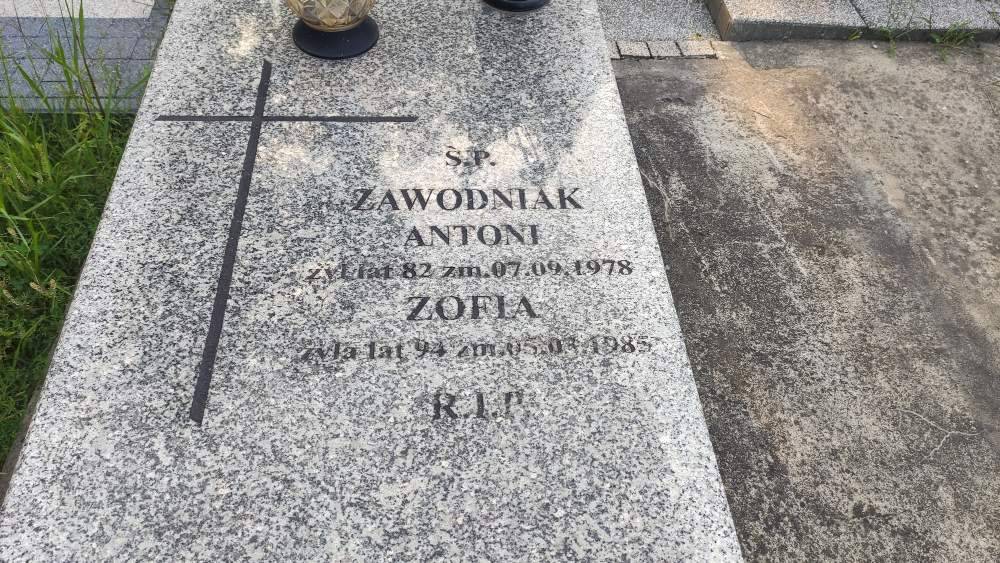 Ś.P.
ZAWODNIAK
ANTONI
żył lat 82 zm.07.09.1978
ZOFIA
żyła lat 94 zm.05.03.1985
R.I.P.